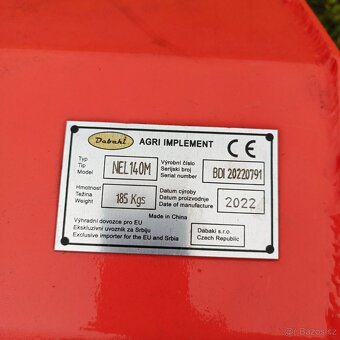 Dabaki AGRI IMPLEMENT CE
Typ
Tip
Model
NEL140M
Výrobní číslo
Serijski broj
Serial number
BDI 20220791
Hmotnost
Težina
Weight
185 Kgs
Datum výroby
Datum proizvodnje
Date of manufacture
2022
Made in China
Výhradní dovozce pro EU
Ekskluzivni uvoznik za Srbiju
Exclusive importer for the EU and Srbia
Dabaki s.r.o.
Czech Republic